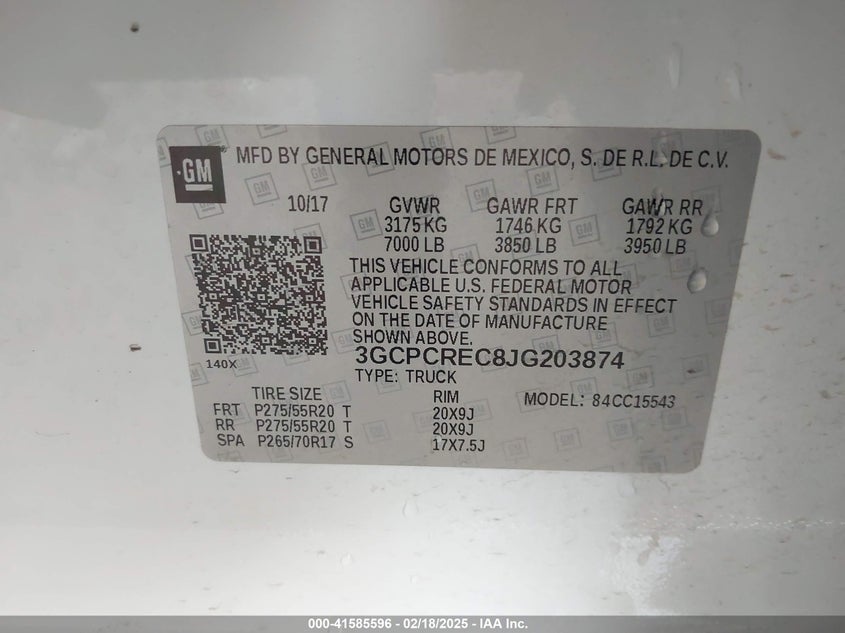 GM
MFD BY GENERAL MOTORS DE MEXICO, S. DE R.L. DE C.V.
10/17 GVWR GAWR FRT GAWR RR
3175 KG 1746 KG 1792 KG
7000 LB 3850 LB 3950 LB
THIS VEHICLE CONFORMS TO ALL
APPLICABLE U.S. FEDERAL MOTOR
VEHICLE SAFETY STANDARDS IN EFFECT
ON THE DATE OF MANUFACTURE
SHOWN ABOVE.
3GCPCREC8JG203874
140X
TYPE: TRUCK
TIRE SIZE RIM MODEL: 84CC15543
FRT P275/55R20 T 20X9J
RR P275/55R20 T 20X9J
SPA P265/70R17 S 17X7.5J
000-41585596 - 02/18/2025 - IAA Inc.